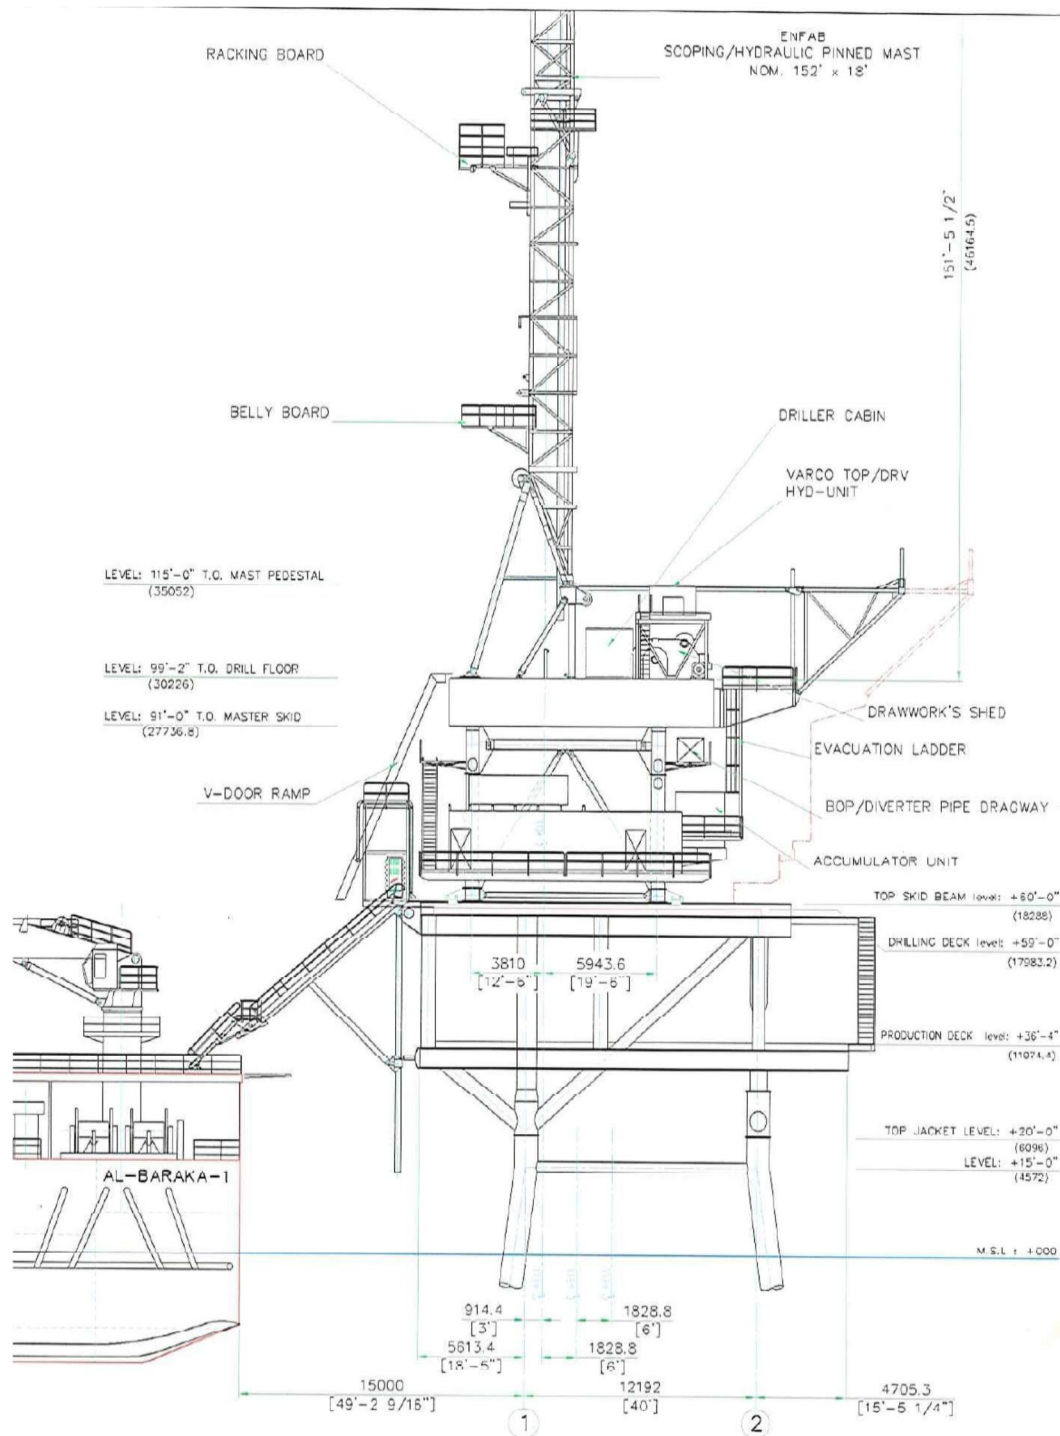 RACKING BOARD
ENFAB
SCOPING/HYDRAULIC PINNED MAST
NOM. 152' x 18'
151'-5 1/2"
(46164.5)
BELLY BOARD
DRILLER CABIN
VARCO TOP/DRV
HYD-UNIT
LEVEL: 115'-0" T.O. MAST PEDESTAL
(35052)
LEVEL: 99'-2" T.O. DRILL FLOOR
(30226)
LEVEL: 91'-0" T.O. MASTER SKID
(27736.8)
DRAWWORK'S SHED
EVACUATION LADDER
V-DOOR RAMP
BOP/DIVERTER PIPE DRAGWAY
ACCUMULATOR UNIT
TOP SKID BEAM level: +60'-0"
(18288)
DRILLING DECK level: +59'-0"
(17983.2)
3810
[12'-6"]
5943.6
[19'-6"]
PRODUCTION DECK level: +36'-4"
(11074.4)
TOP JACKET LEVEL: +20'-0"
(6096)
LEVEL: +15'-0"
(4572)
AL-BARAKA-1
M.S.L : +000
914.4
[3']
1828.8
[6']
5613.4
[18'-5"]
1828.8
[6']
15000
[49'-2 9/16"]
12192
[40']
4705.3
[15'-5 1/4"]
1
2